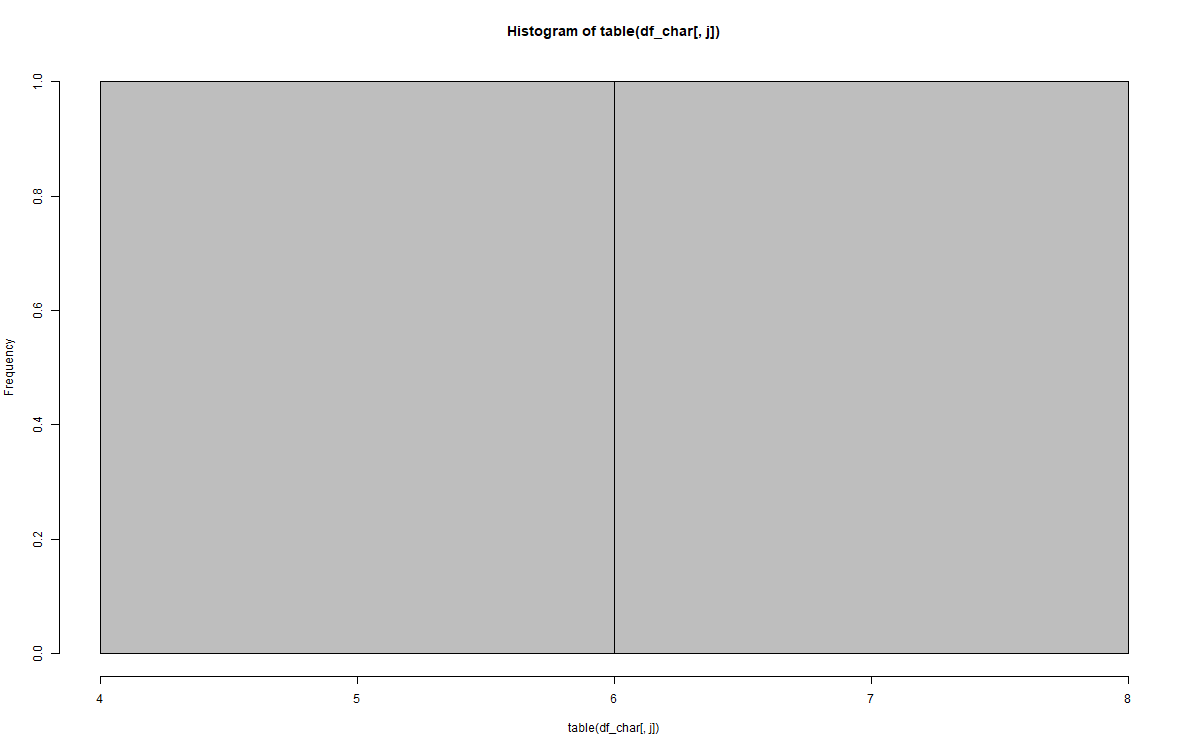 Histogram of table(df_char[, j])
Frequency
1.0
0.8
0.6
0.4
0.2
0.0
4 5 6 7 8
table(df_char[, j])